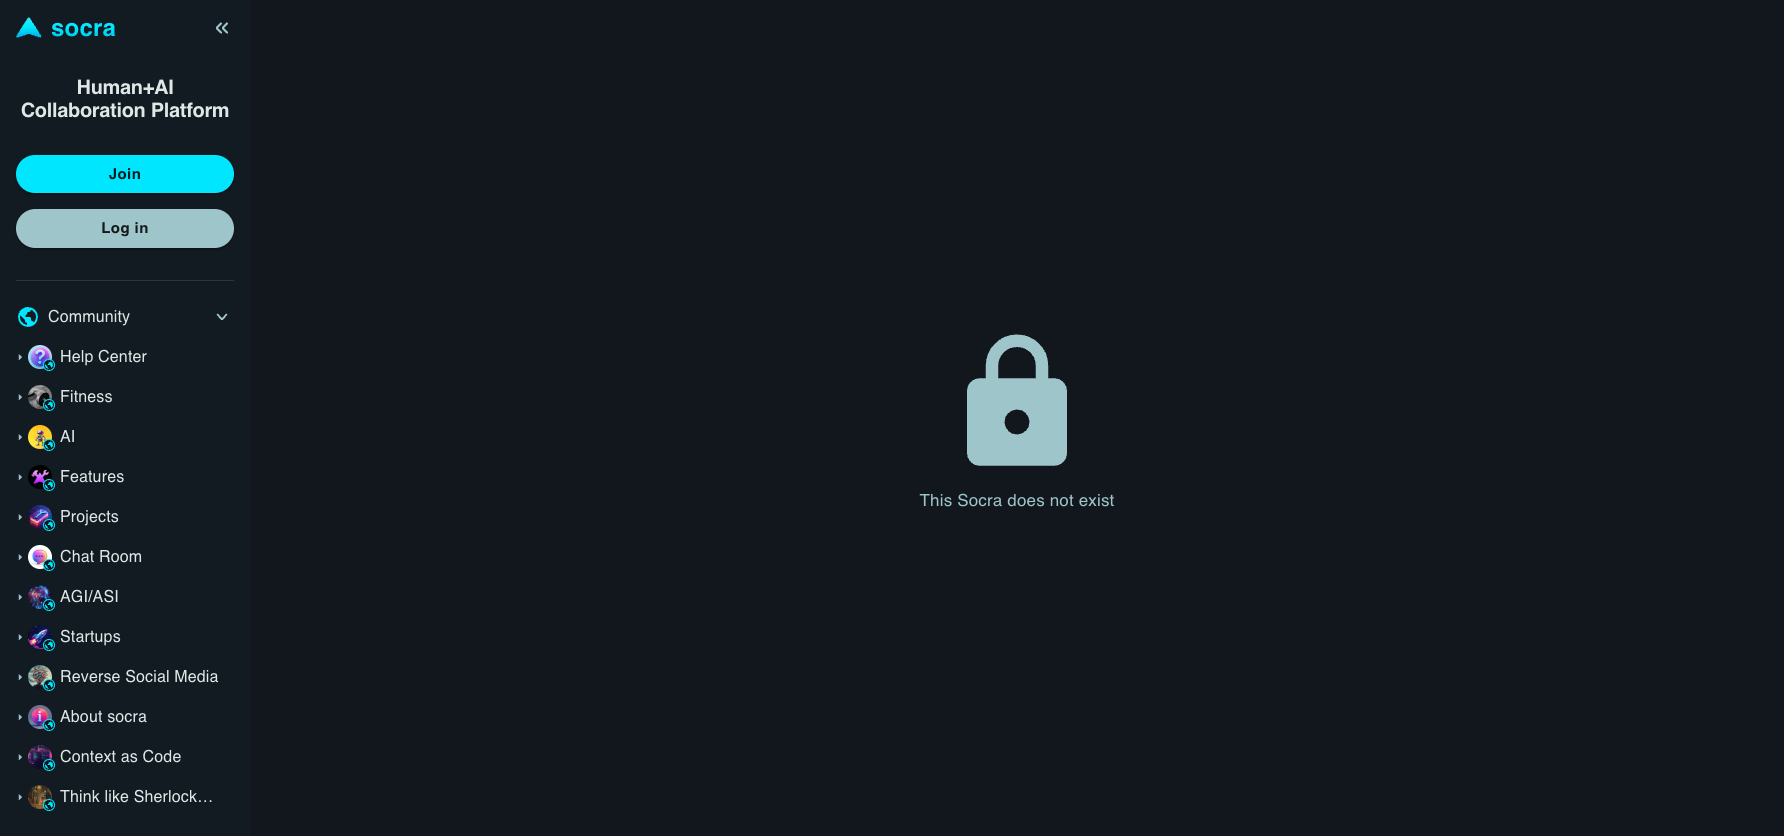 socra
Human+AI
Collaboration Platform
Join
Log in
Community
Help Center
Fitness
AI
Features
Projects
Chat Room
AGI/ASI
Startups
Reverse Social Media
About socra
Context as Code
Think like Sherlock…
This Socra does not exist